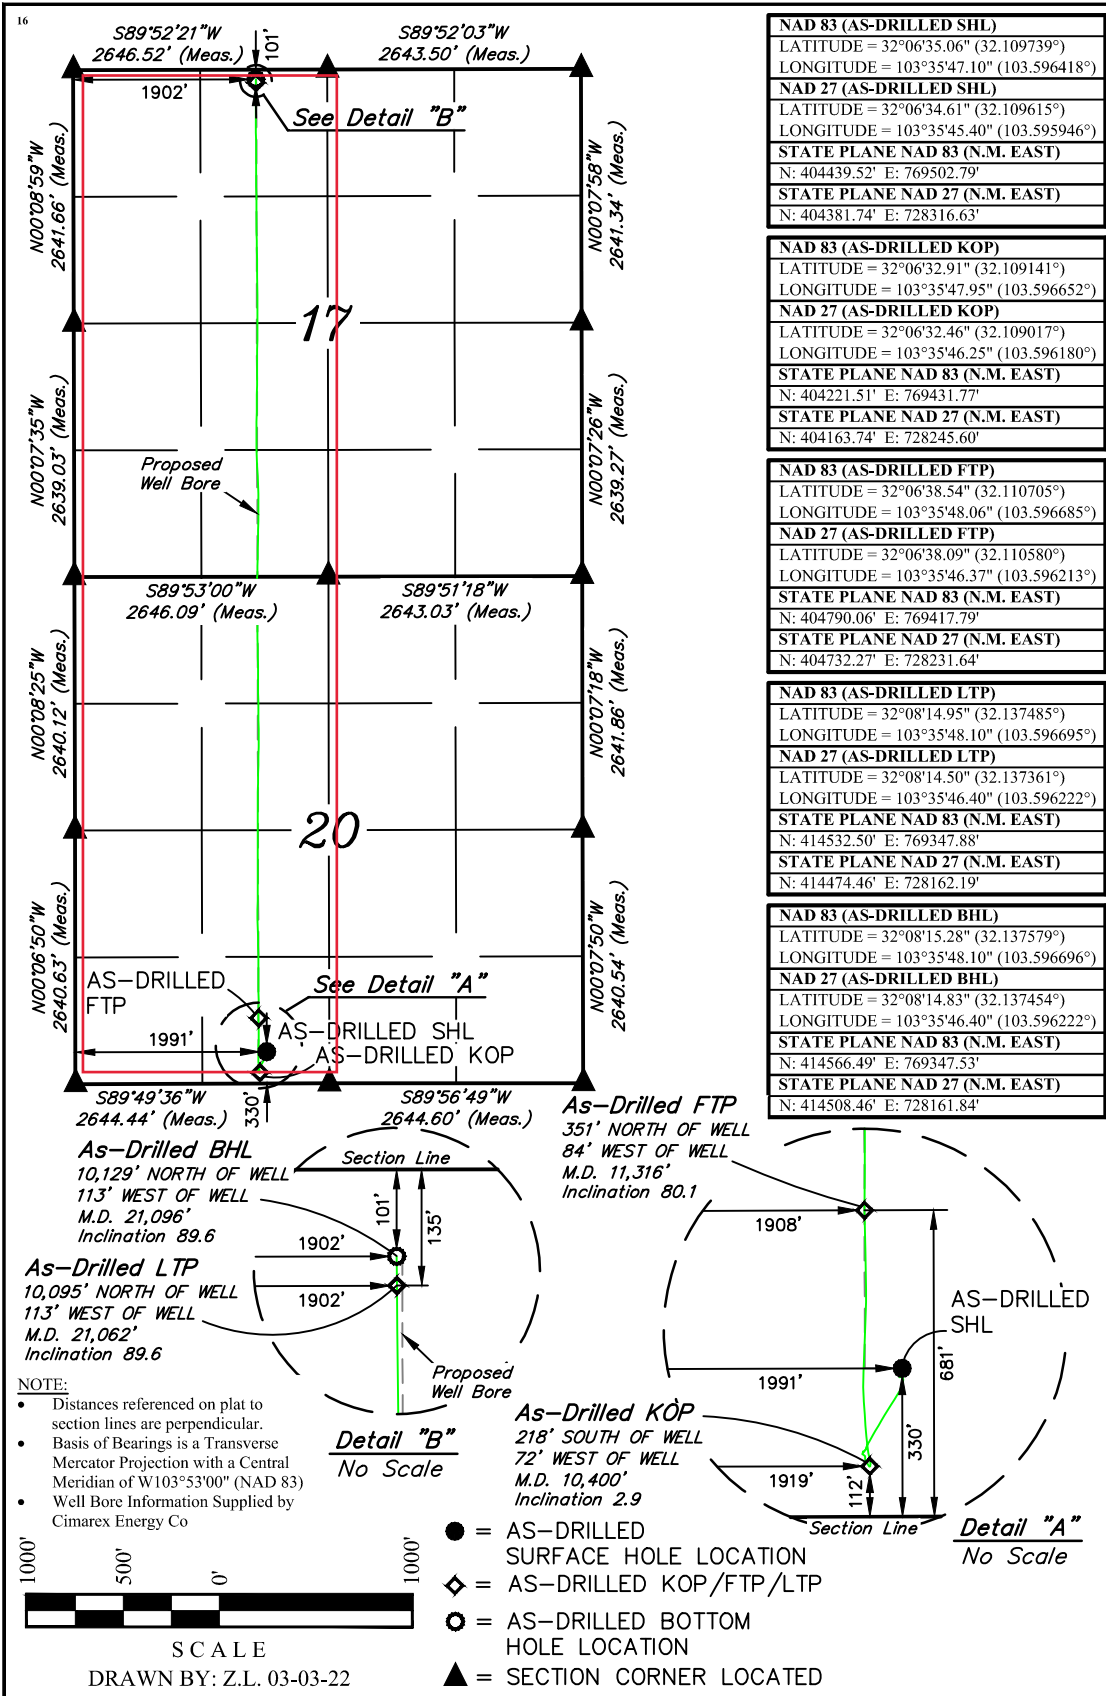 16
S89°52'21"W
2646.52' (Meas.)
101'
S89°52'03"W
2643.50' (Meas.)
1902'
See Detail "B"
N00°08'59"W
2641.66' (Meas.)
N00°07'58"W
2641.34' (Meas.)
17
N00°07'35"W
2639.03' (Meas.)
N00°07'26"W
2639.27' (Meas.)
Proposed
Well Bore
S89°53'00"W
2646.09' (Meas.)
S89°51'18"W
2643.03' (Meas.)
N00°08'25"W
2640.12' (Meas.)
N00°07'18"W
2641.86' (Meas.)
20
N00°06'50"W
2640.63' (Meas.)
N00°07'50"W
2640.54' (Meas.)
AS-DRILLED
FTP
See Detail "A"
1991'
AS-DRILLED SHL
AS-DRILLED KOP
330'
S89°49'36"W
2644.44' (Meas.)
S89°56'49"W
2644.60' (Meas.)
NAD 83 (AS-DRILLED SHL)
LATITUDE = 32°06'35.06" (32.109739°)
LONGITUDE = 103°35'47.10" (103.596418°)
NAD 27 (AS-DRILLED SHL)
LATITUDE = 32°06'34.61" (32.109615°)
LONGITUDE = 103°35'45.40" (103.595946°)
STATE PLANE NAD 83 (N.M. EAST)
N: 404439.52' E: 769502.79'
STATE PLANE NAD 27 (N.M. EAST)
N: 404381.74' E: 728316.63'
NAD 83 (AS-DRILLED KOP)
LATITUDE = 32°06'32.91" (32.109141°)
LONGITUDE = 103°35'47.95" (103.596652°)
NAD 27 (AS-DRILLED KOP)
LATITUDE = 32°06'32.46" (32.109017°)
LONGITUDE = 103°35'46.25" (103.596180°)
STATE PLANE NAD 83 (N.M. EAST)
N: 404221.51' E: 769431.77'
STATE PLANE NAD 27 (N.M. EAST)
N: 404163.74' E: 728245.60'
NAD 83 (AS-DRILLED FTP)
LATITUDE = 32°06'38.54" (32.110705°)
LONGITUDE = 103°35'48.06" (103.596685°)
NAD 27 (AS-DRILLED FTP)
LATITUDE = 32°06'38.09" (32.110580°)
LONGITUDE = 103°35'46.37" (103.596213°)
STATE PLANE NAD 83 (N.M. EAST)
N: 404790.06' E: 769417.79'
STATE PLANE NAD 27 (N.M. EAST)
N: 404732.27' E: 728231.64'
NAD 83 (AS-DRILLED LTP)
LATITUDE = 32°08'14.95" (32.137485°)
LONGITUDE = 103°35'48.10" (103.596695°)
NAD 27 (AS-DRILLED LTP)
LATITUDE = 32°08'14.50" (32.137361°)
LONGITUDE = 103°35'46.40" (103.596222°)
STATE PLANE NAD 83 (N.M. EAST)
N: 414532.50' E: 769347.88'
STATE PLANE NAD 27 (N.M. EAST)
N: 414474.46' E: 728162.19'
NAD 83 (AS-DRILLED BHL)
LATITUDE = 32°08'15.28" (32.137579°)
LONGITUDE = 103°35'48.10" (103.596696°)
NAD 27 (AS-DRILLED BHL)
LATITUDE = 32°08'14.83" (32.137454°)
LONGITUDE = 103°35'46.40" (103.596222°)
STATE PLANE NAD 83 (N.M. EAST)
N: 414566.49' E: 769347.53'
STATE PLANE NAD 27 (N.M. EAST)
N: 414508.46' E: 728161.84'
As-Drilled BHL
10,129' NORTH OF WELL
113' WEST OF WELL
M.D. 21,096'
Inclination 89.6
As-Drilled LTP
10,095' NORTH OF WELL
113' WEST OF WELL
M.D. 21,062'
Inclination 89.6
Section Line
101'
135'
1902'
1902'
Proposed
Well Bore
Detail "B"
No Scale
As-Drilled FTP
351' NORTH OF WELL
84' WEST OF WELL
M.D. 11,316'
Inclination 80.1
1908'
AS-DRILLED
SHL
681'
1991'
330'
As-Drilled KOP
218' SOUTH OF WELL
72' WEST OF WELL
M.D. 10,400'
Inclination 2.9
1919'
112'
Section Line
Detail "A"
No Scale
NOTE:
• Distances referenced on plat to
section lines are perpendicular.
• Basis of Bearings is a Transverse
Mercator Projection with a Central
Meridian of W103°53'00" (NAD 83)
• Well Bore Information Supplied by
Cimarex Energy Co
1000'
500'
0'
1000'
SCALE
DRAWN BY: Z.L. 03-03-22
= AS-DRILLED
SURFACE HOLE LOCATION
= AS-DRILLED KOP/FTP/LTP
= AS-DRILLED BOTTOM
HOLE LOCATION
= SECTION CORNER LOCATED